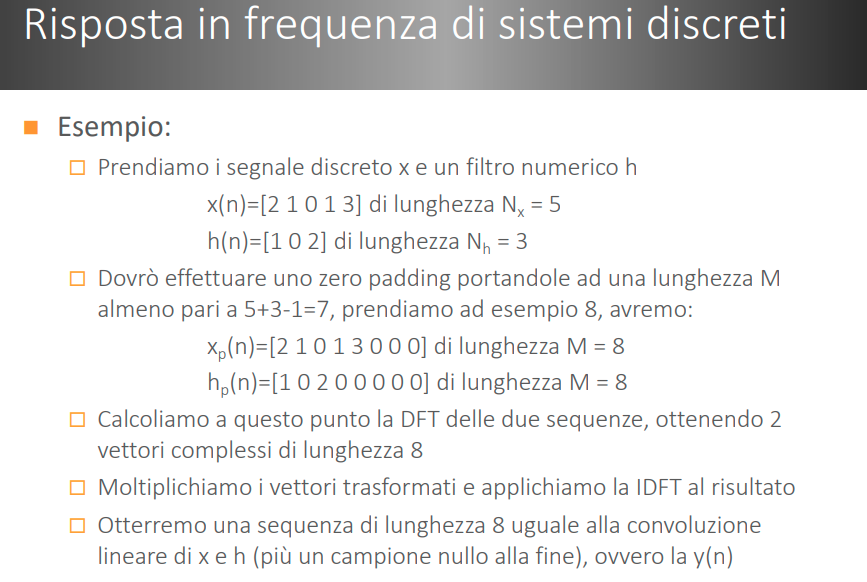 Risposta in frequenza di sistemi discreti
Esempio:
Prendiamo i segnale discreto x e un filtro numerico h
x(n)=[2 1 0 1 3] di lunghezza Nₓ = 5
h(n)=[1 0 2] di lunghezza Nₕ = 3
Dovrò effettuare uno zero padding portandole ad una lunghezza M
almeno pari a 5+3-1=7, prendiamo ad esempio 8, avremo:
xₚ(n)=[2 1 0 1 3 0 0 0] di lunghezza M = 8
hₚ(n)=[1 0 2 0 0 0 0 0] di lunghezza M = 8
Calcoliamo a questo punto la DFT delle due sequenze, ottenendo 2
vettori complessi di lunghezza 8
Moltiplichiamo i vettori trasformati e applichiamo la IDFT al risultato
Otterremo una sequenza di lunghezza 8 uguale alla convoluzione
lineare di x e h (più un campione nullo alla fine), ovvero la y(n)